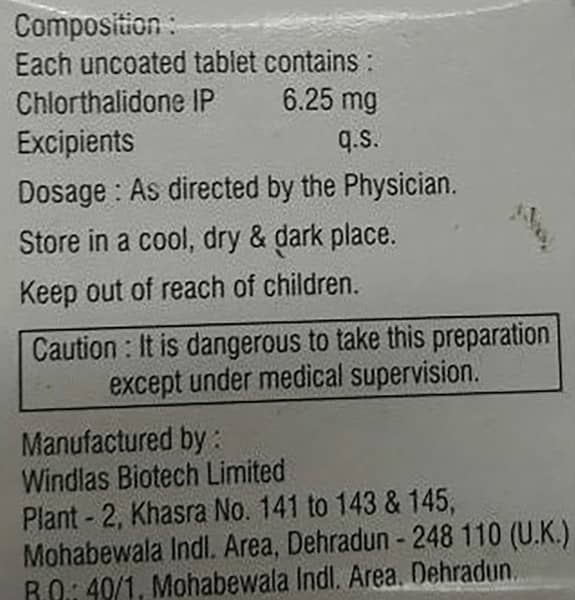 Composition :
Each uncoated tablet contains :
Chlorthalidone IP 6.25 mg
Excipients q.s.
Dosage : As directed by the Physician.
Store in a cool, dry & dark place.
Keep out of reach of children.
Caution : It is dangerous to take this preparation
except under medical supervision.
Manufactured by :
Windlas Biotech Limited
Plant - 2, Khasra No. 141 to 143 & 145,
Mohabewala Indl. Area, Dehradun - 248 110 (U.K.)
R.O.: 40/1, Mohabewala Indl. Area, Dehradun